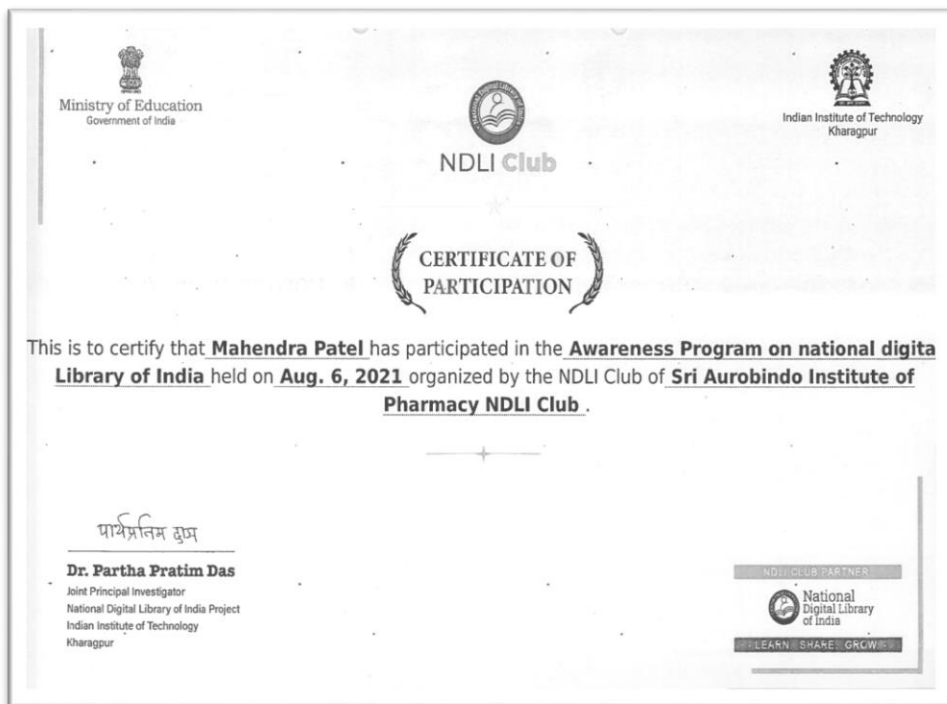 Ministry of Education
Government of India
NDLI Club
Indian Institute of Technology
Kharagpur
CERTIFICATE OF
PARTICIPATION
This is to certify that Mahendra Patel has participated in the Awareness Program on national digita
Library of India held on Aug. 6, 2021 organized by the NDLI Club of Sri Aurobindo Institute of
Pharmacy NDLI Club .
Dr. Partha Pratim Das
Joint Principal Investigator
National Digital Library of India Project
Indian Institute of Technology
Kharagpur
NDLI CLUB PARTNER
National
Digital Library
of India
LEARN SHARE GROW